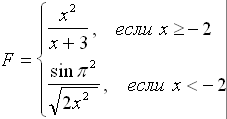 F = { x² / (x + 3), если x ≥ −2
sin π² / √(2x²), если x < −2